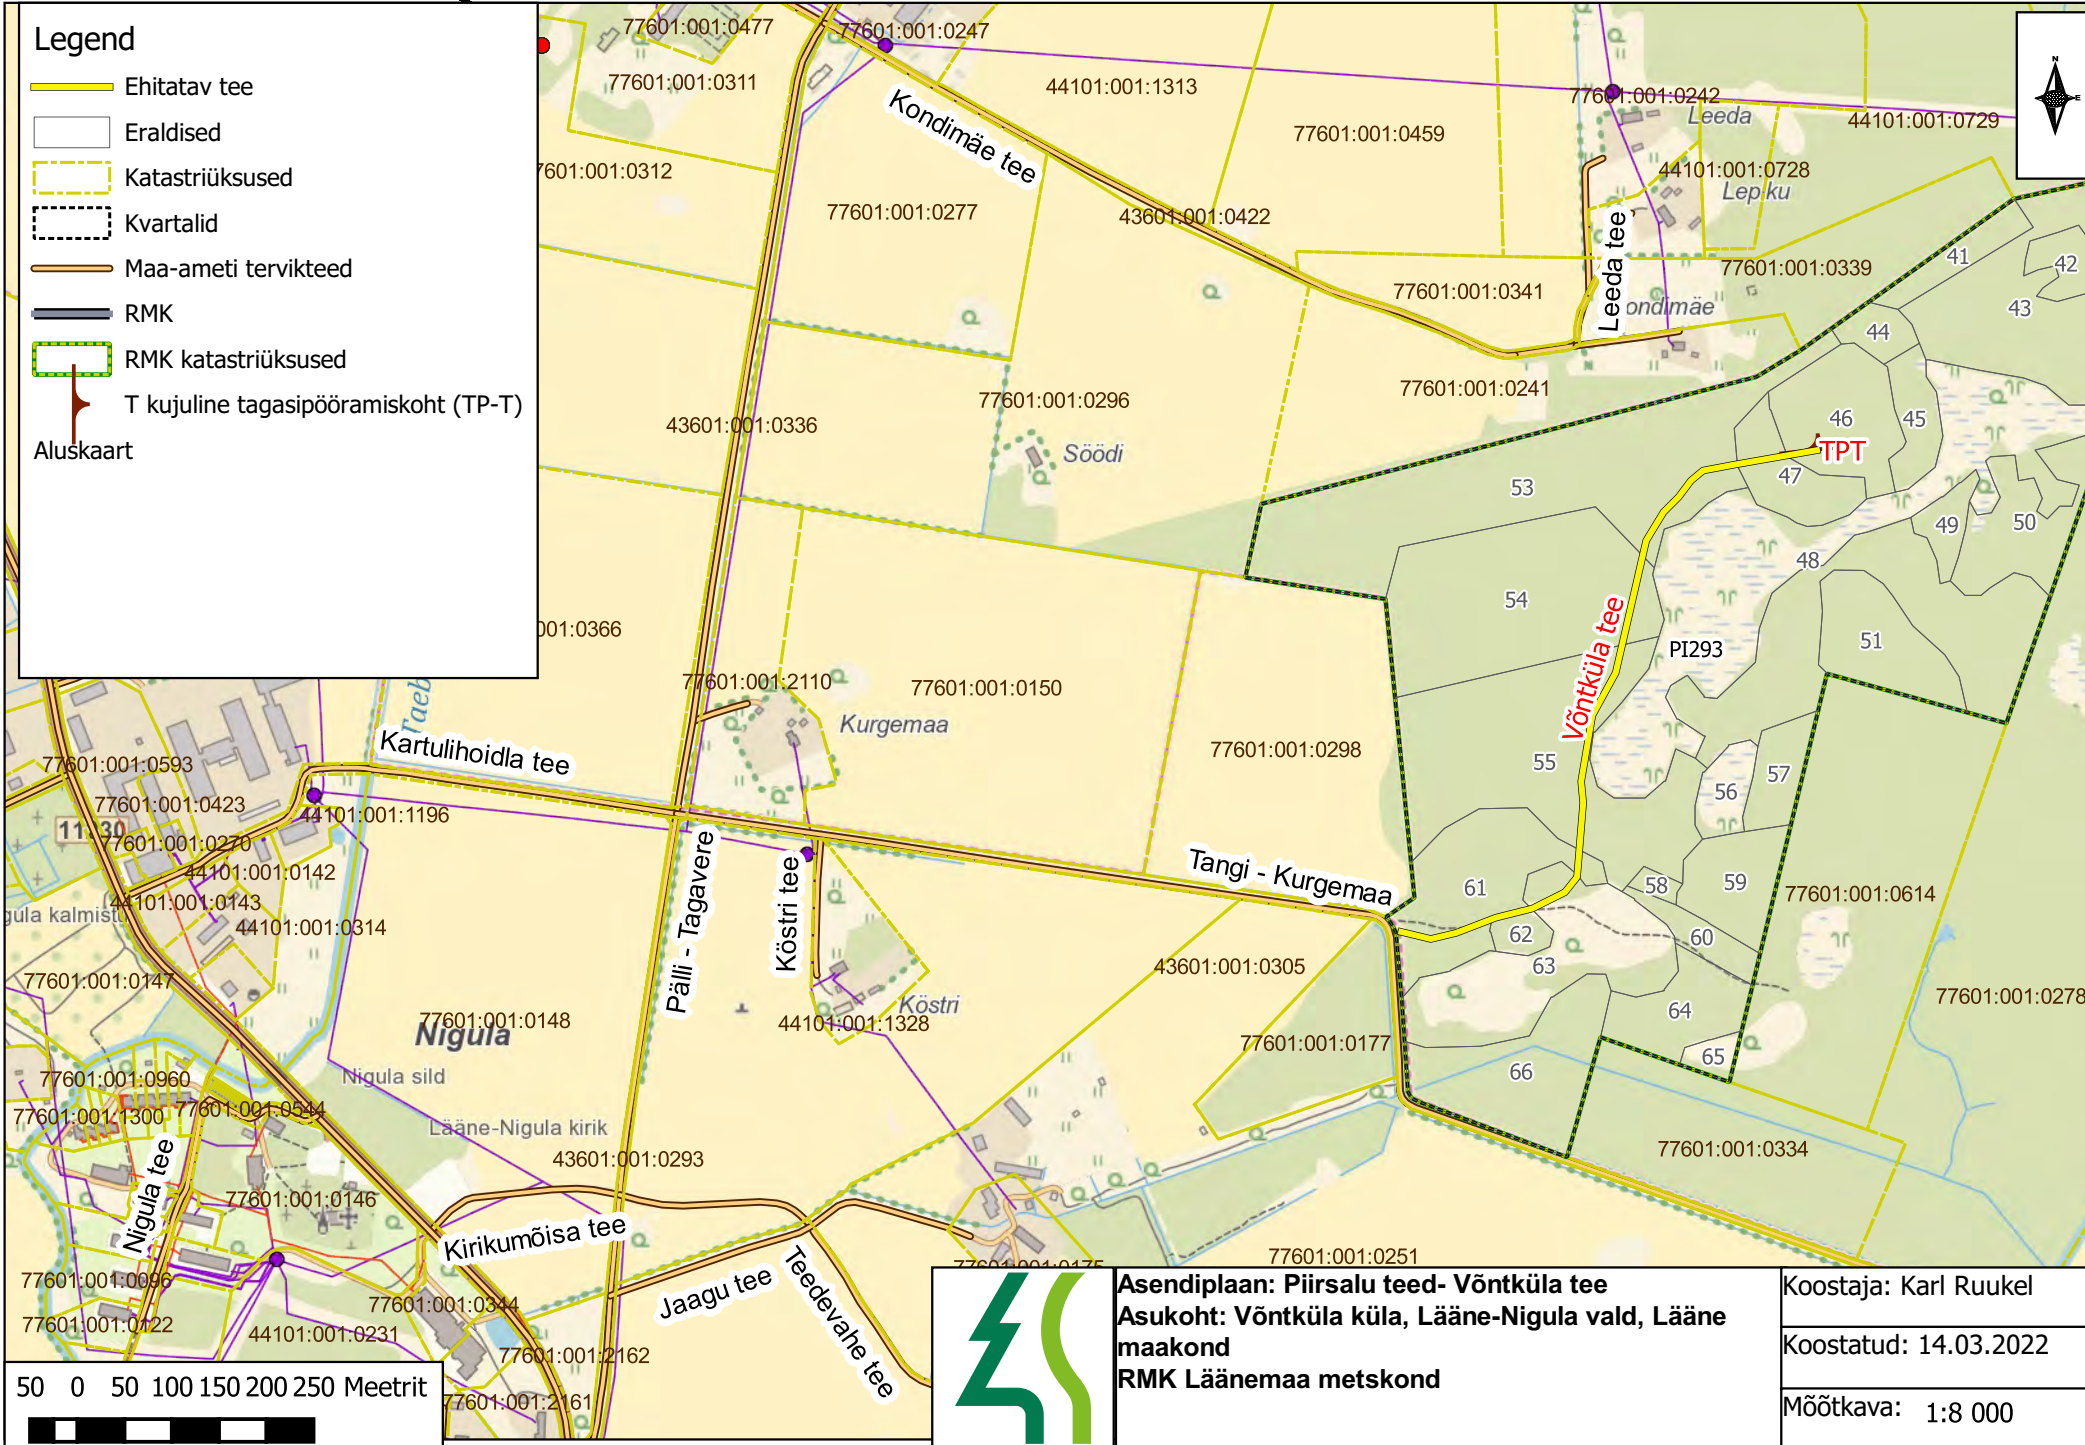 Legend
Ehitatav tee
Eraldised
Katastriüksused
Kvartalid
Maa-ameti tervikteed
RMK
RMK katastriüksused
T kujuline tagasipööramiskoht (TP-T)
Aluskaart
77601:001:0477
77601:001:0247
77601:001:0311
44101:001:1313
77601:001:0242
Leeda
44101:001:0729
77601:001:0459
Kondimäe tee
77601:001:0312
44101:001:0728
Lepiku
77601:001:0277
43601:001:0422
Leeda tee
77601:001:0339
41
42
43
77601:001:0341
ondimäe
44
77601:001:0241
77601:001:0296
43601:001:0336
Söödi
46
45
TPT
47
53
49
50
48
54
Võntküla tee
001:0366
51
PI293
77601:001:2110
77601:001:0150
Kurgemaa
77601:001:0298
Taeb
Kartulihoidla tee
77601:001:0593
55
57
56
77601:001:0423
44101:001:1196
77601:001:0270
44101:001:0142
Tangi - Kurgemaa
61
58
59
77601:001:0614
44101:001:0143
gula kalmist
44101:001:0314
Pälli - Tagavere
Köstri tee
62
60
63
43601:001:0305
77601:001:0147
77601:001:0278
Köstri
44101:001:1328
77601:001:0148
Nigula
64
77601:001:0177
65
66
77601:001:0960
Nigula sild
77601:001:1300
77601:001:0544
Lääne-Nigula kirik
77601:001:0334
43601:001:0293
Nigula tee
77601:001:0146
Kirikumõisa tee
77601:001:0251
77601:001:0175
77601:001:0096
Jaagu tee
Teedevahe tee
77601:001:0344
77601:001:0122
44101:001:0231
77601:001:2162
77601:001:2161
50 0 50 100 150 200 250 Meetrit
Asendiplaan: Piirsalu teed- Võntküla tee
Asukoht: Võntküla küla, Lääne-Nigula vald, Lääne
maakond
RMK Läänemaa metskond
Koostaja: Karl Ruukel
Koostatud: 14.03.2022
Mõõtkava: 1:8 000
N
E